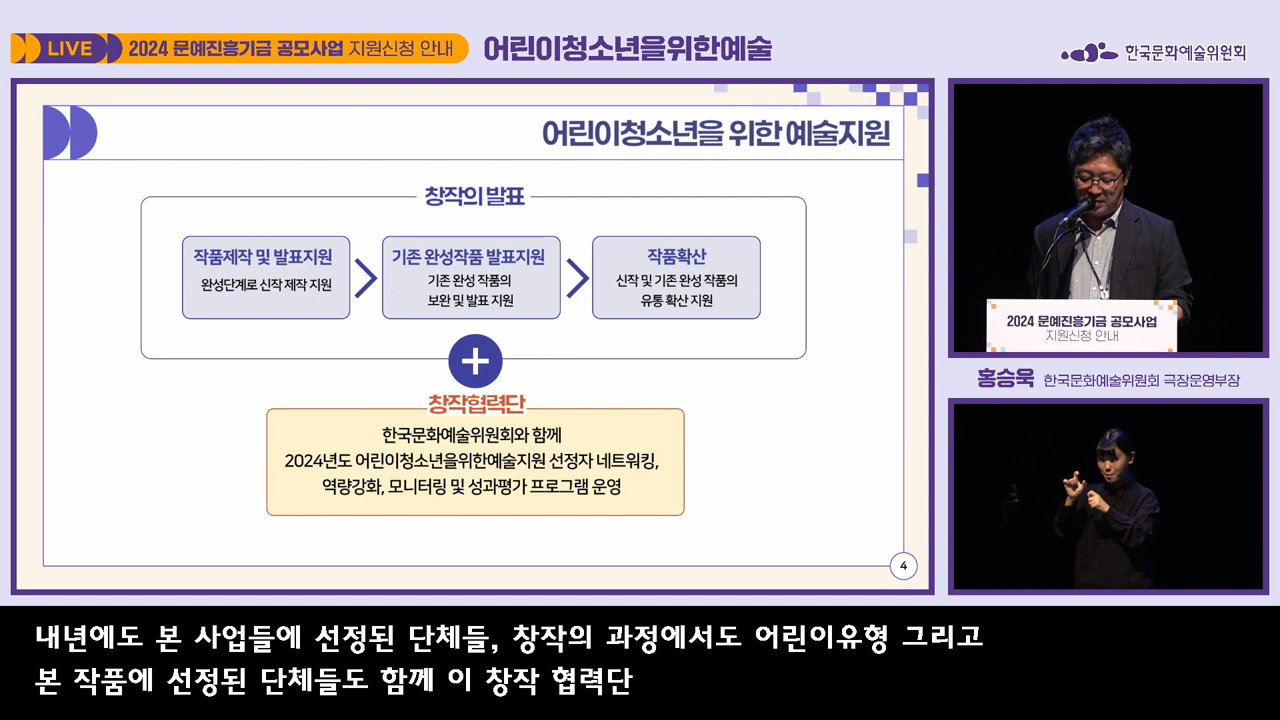 LIVE 2024 문예진흥기금 공모사업 지원신청 안내 어린이청소년을위한예술
한국문화예술위원회
어린이청소년을 위한 예술지원
창작의 발표
작품제작 및 발표지원
완성단계로 신작 제작 지원
기존 완성작품 발표지원
기존 완성 작품의
보완 및 발표 지원
작품확산
신작 및 기존 완성 작품의
유통 확산 지원
+
창작협력단
한국문화예술위원회와 함께
2024년도 어린이청소년을위한예술지원 선정자 네트워킹,
역량강화, 모니터링 및 성과평가 프로그램 운영
4
2024 문예진흥기금 공모사업
지원신청 안내
홍승욱 한국문화예술위원회 극장운영부장
내년에도 본 사업들에 선정된 단체들, 창작의 과정에서도 어린이유형 그리고
본 작품에 선정된 단체들도 함께 이 창작 협력단